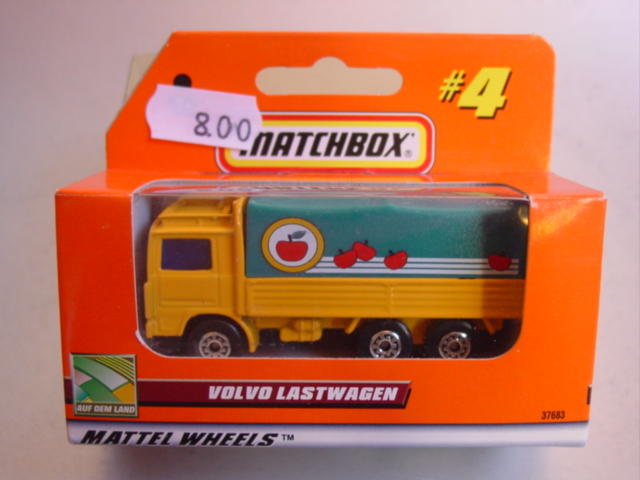 #4
8.00
MATCHBOX®
AUF DEM LAND
VOLVO LASTWAGEN
37683
MATTEL WHEELS™